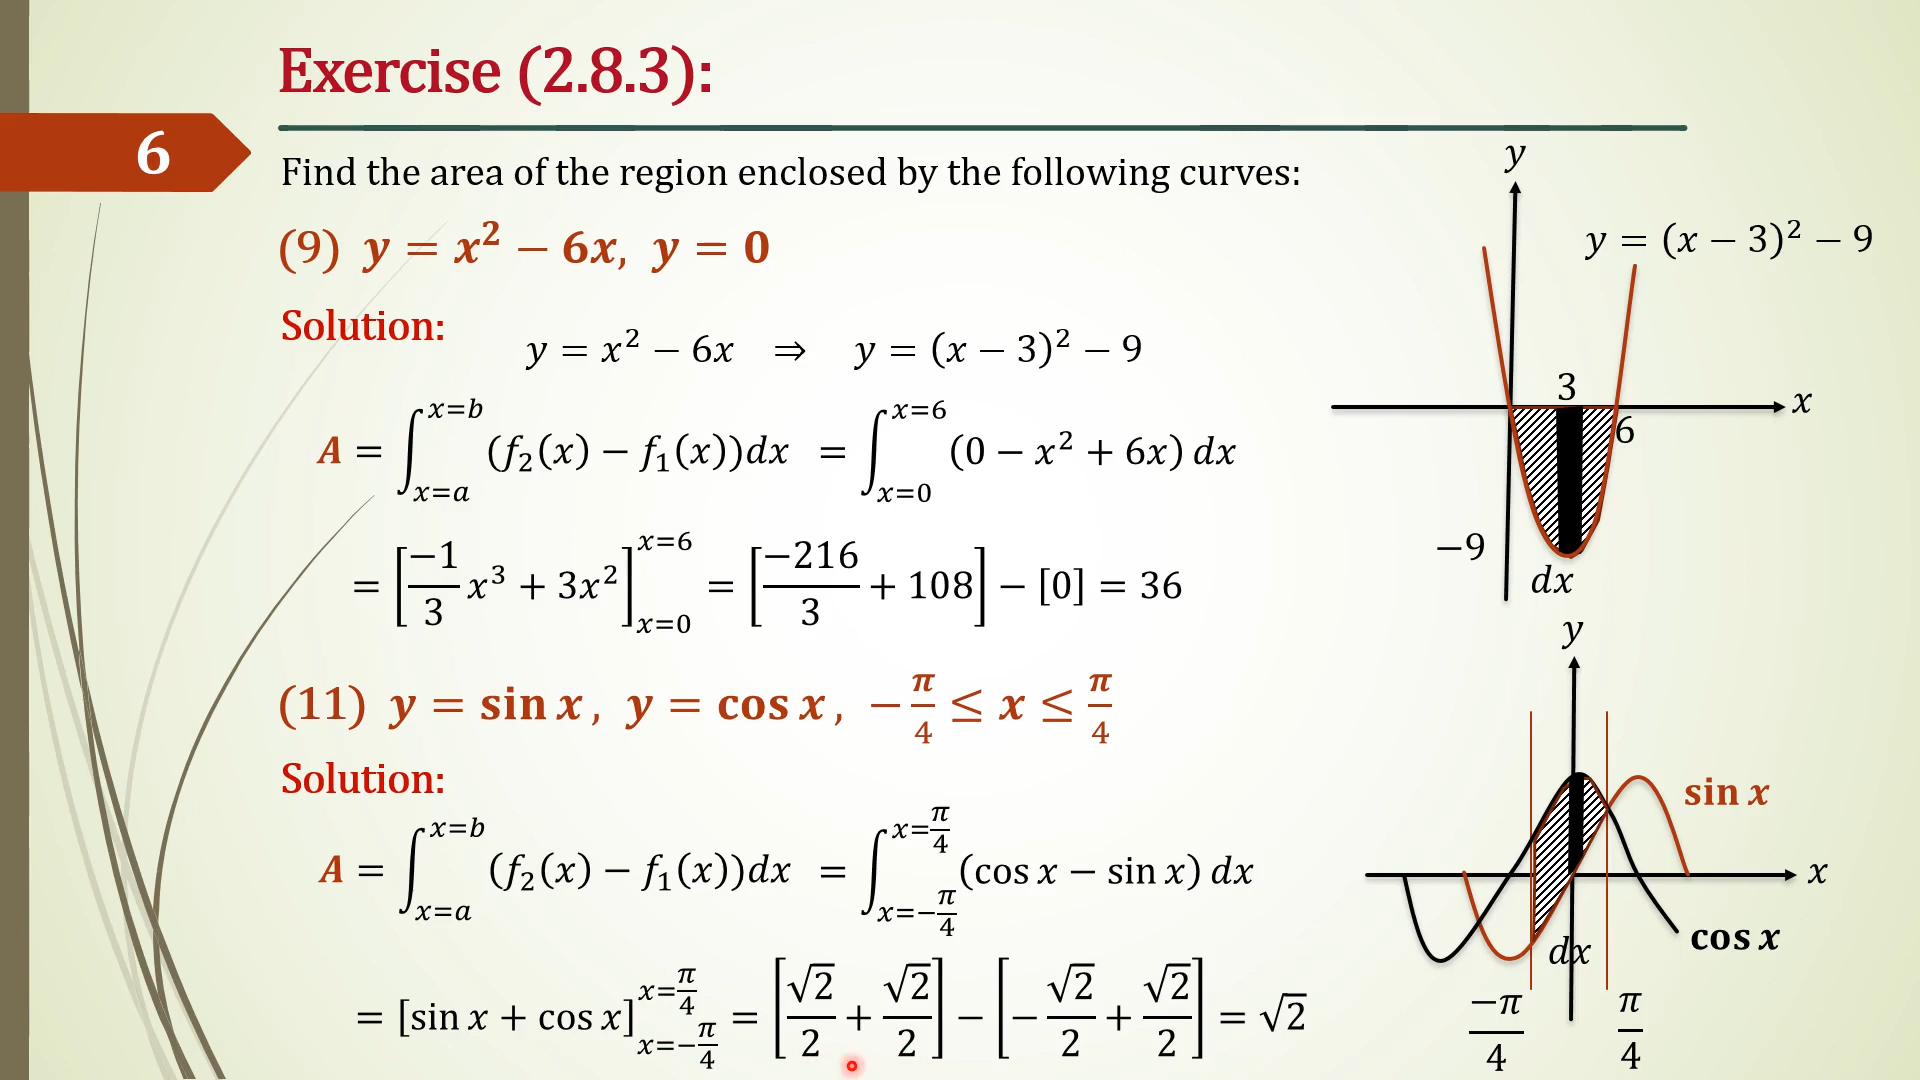 Exercise (2.8.3):
6
Find the area of the region enclosed by the following curves:
(9) y = x² − 6x, y = 0
Solution:
y = x² − 6x ⇒ y = (x − 3)² − 9
A = ∫_{x=a}^{x=b} (f₂(x) − f₁(x))dx = ∫_{x=0}^{x=6} (0 − x² + 6x) dx
= [−1/3 x³ + 3x²]_{x=0}^{x=6} = [−216/3 + 108] − [0] = 36
y
y = (x − 3)² − 9
3
x
6
−9
dx
(11) y = sin x, y = cos x, −π/4 ≤ x ≤ π/4
Solution:
A = ∫_{x=a}^{x=b} (f₂(x) − f₁(x))dx = ∫_{x=−π/4}^{x=π/4} (cos x − sin x) dx
= [sin x + cos x]_{x=−π/4}^{x=π/4} = [√2/2 + √2/2] − [−√2/2 + √2/2] = √2
y
sin x
x
cos x
dx
−π/4
π/4